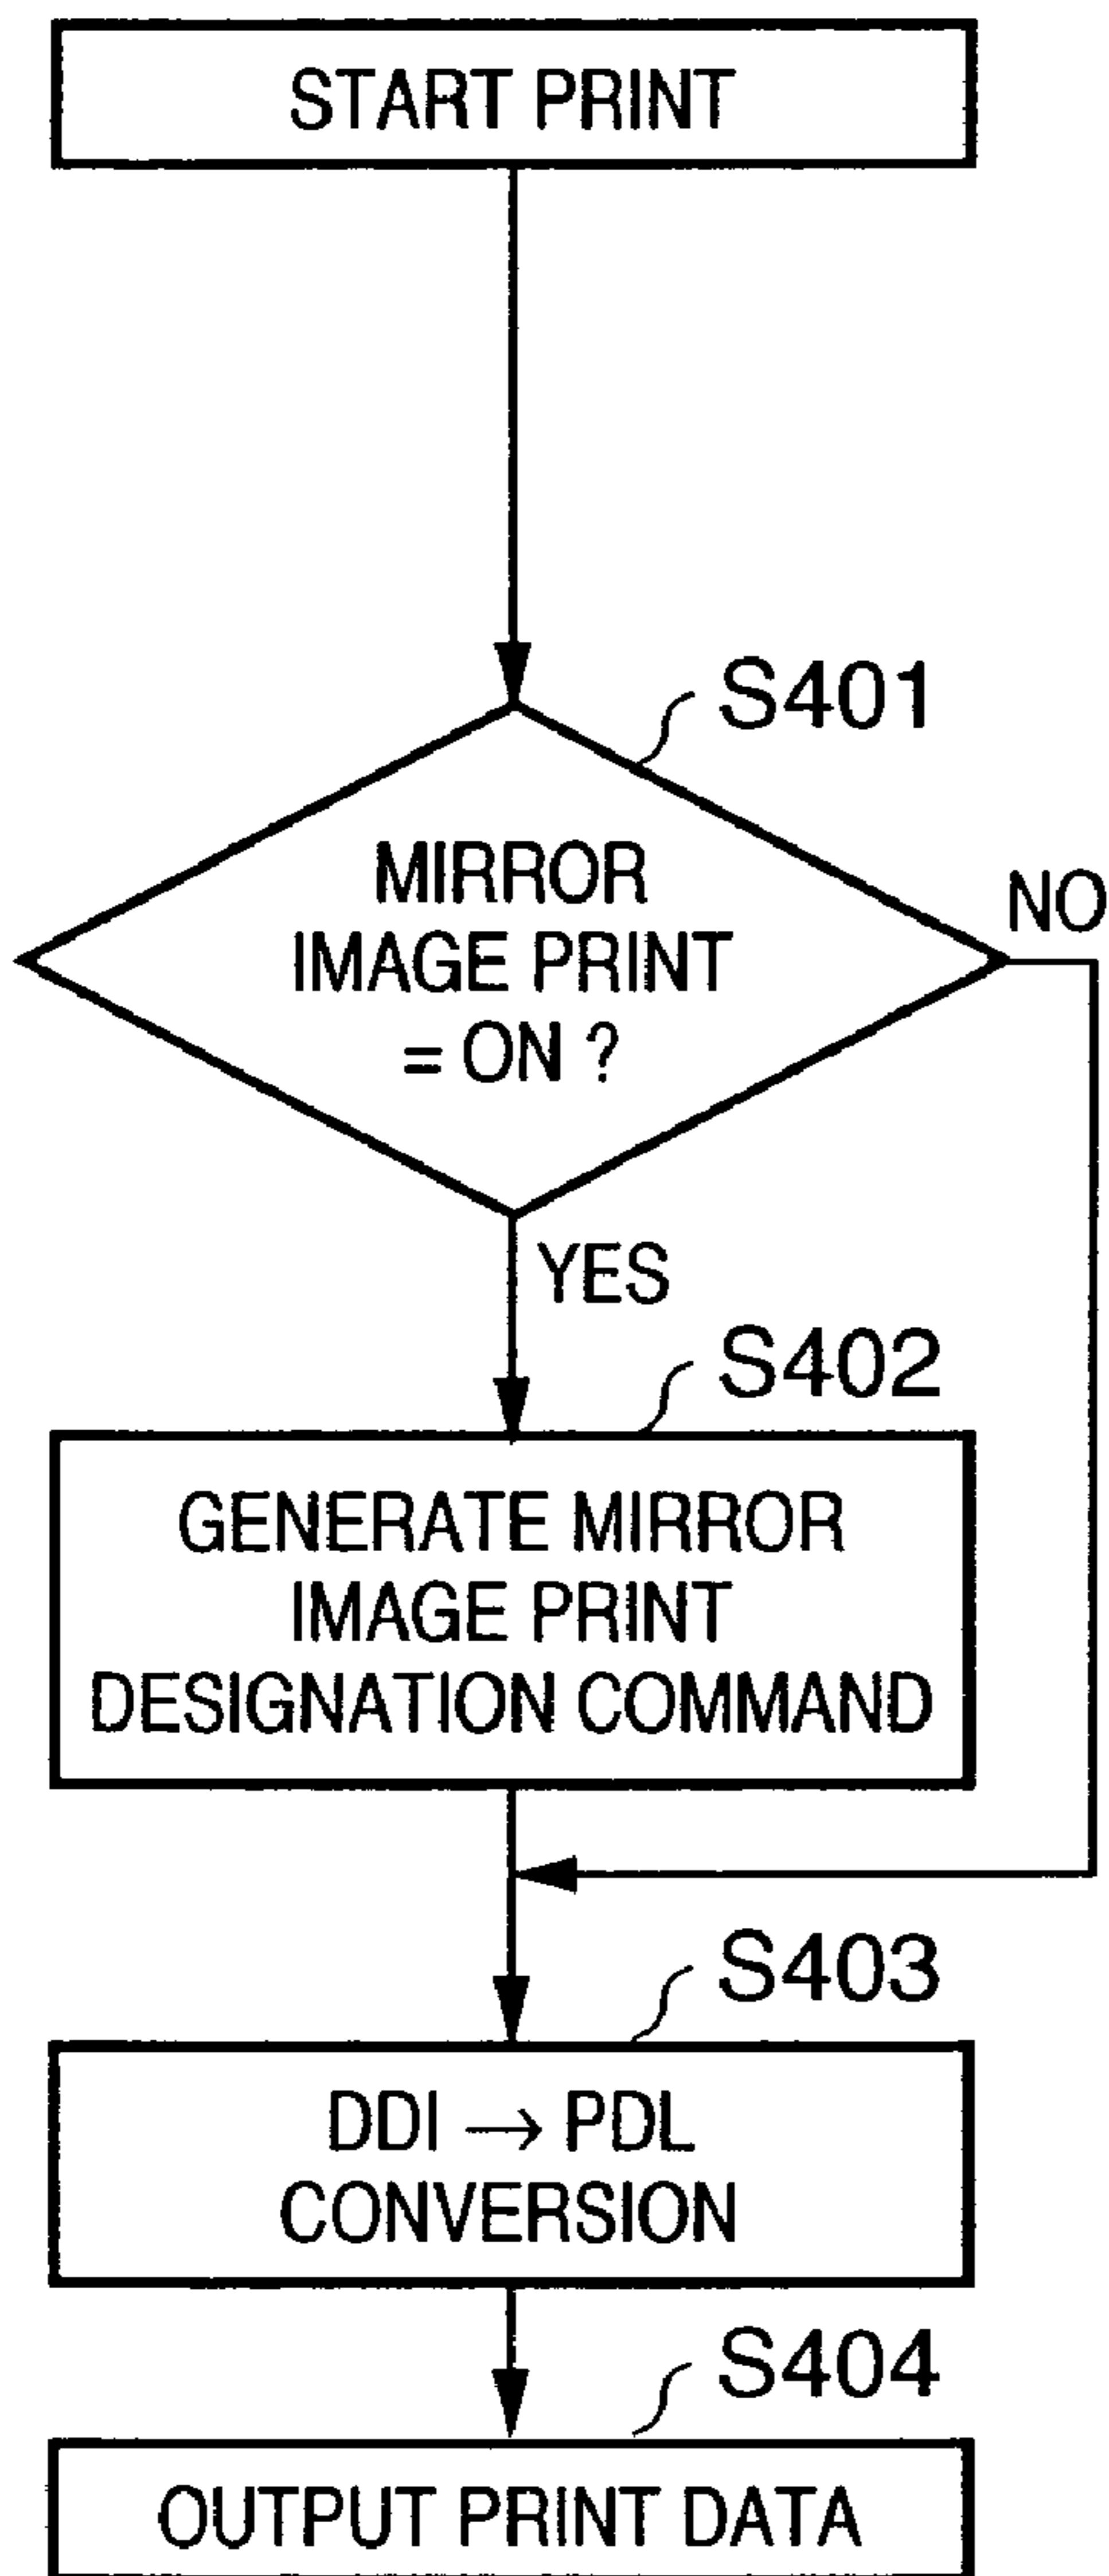 START PRINT
S401
MIRROR
IMAGE PRINT
= ON ?
NO
YES
S402
GENERATE MIRROR
IMAGE PRINT
DESIGNATION COMMAND
S403
DDI → PDL
CONVERSION
S404
OUTPUT PRINT DATA